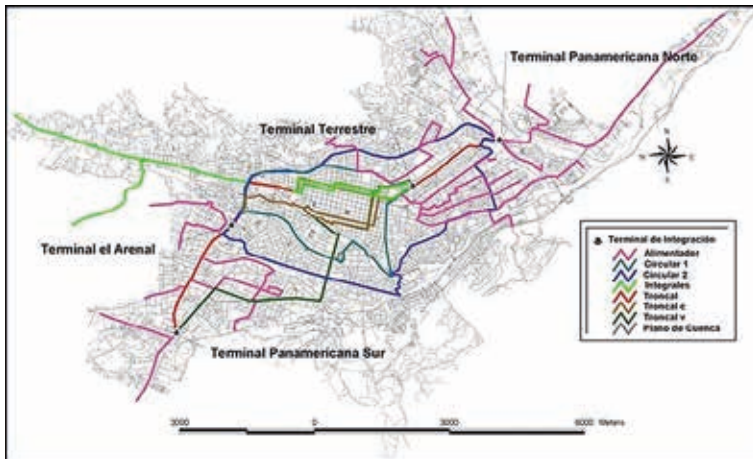 Terminal Panamericana Norte
Terminal Terrestre
Terminal el Arenal
Terminal Panamericana Sur
Terminal de Integración
Alimentador
Circular 1
Circular 2
Integrales
Troncal
Troncal c
Troncal v
Plano de Cuenca
3000 0 3000 6000 Meters